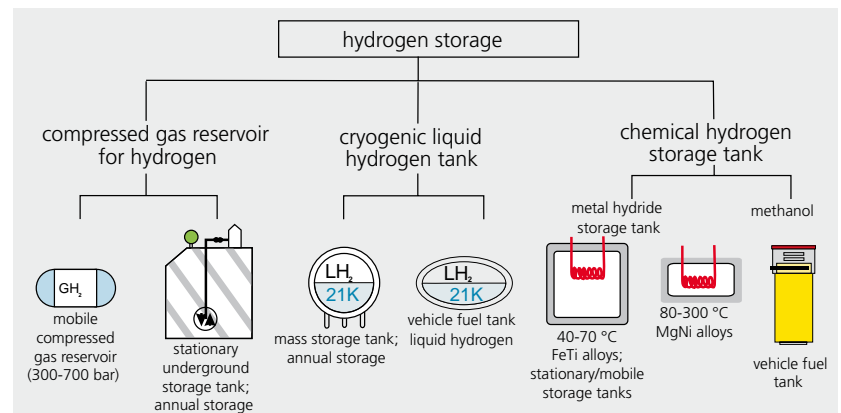 hydrogen storage
compressed gas reservoir
for hydrogen
cryogenic liquid
hydrogen tank
chemical hydrogen
storage tank
metal hydride
storage tank
methanol
GH₂
mobile
compressed
gas reservoir
(300-700 bar)
stationary
underground
storage tank;
annual storage
LH₂
21K
mass storage tank;
annual storage
LH₂
21K
vehicle fuel tank
liquid hydrogen
40-70 °C
FeTi alloys;
stationary/mobile
storage tanks
80-300 °C
MgNi alloys
vehicle fuel
tank